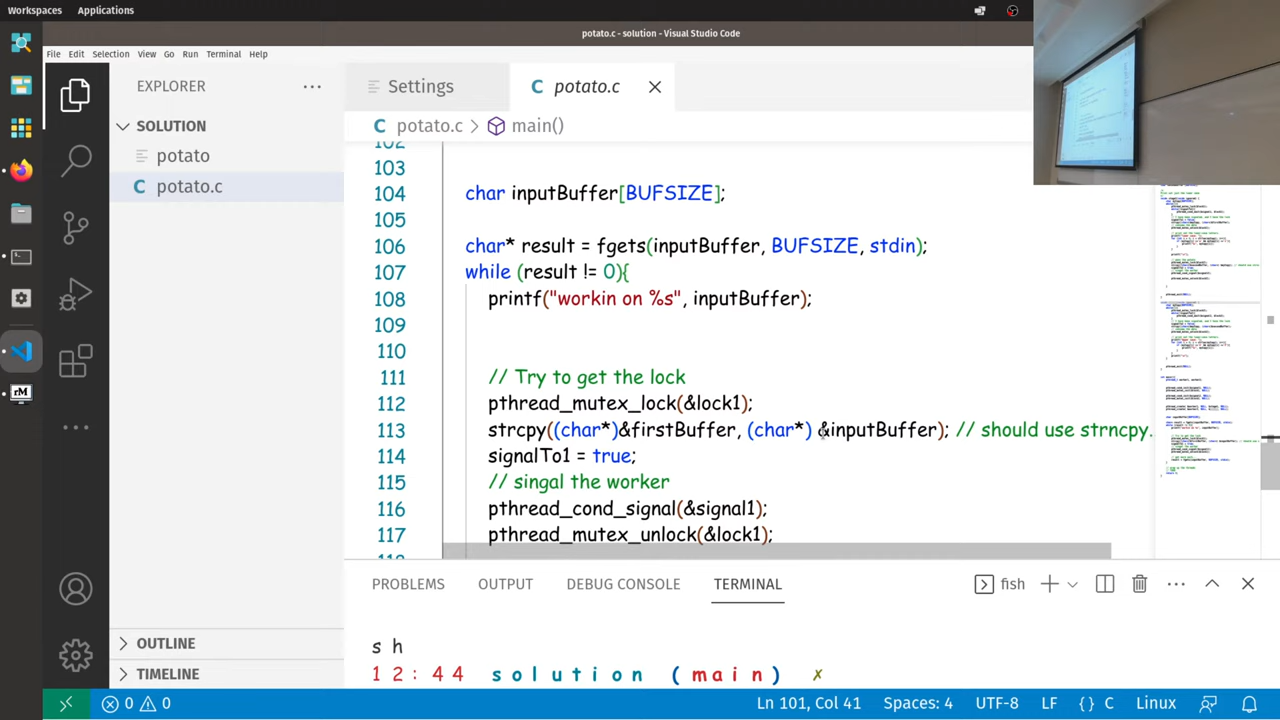 Workspaces Applications
potato.c - solution - Visual Studio Code
File Edit Selection View Go Run Terminal Help
EXPLORER
SOLUTION
potato
potato.c
OUTLINE
TIMELINE
Settings
potato.c
potato.c > main()
102
103
104 char inputBuffer[BUFSIZE];
105
106 char* result = fgets(inputBuffer, BUFSIZE, stdin);
107 while (result != 0){
108 printf("workin on %s", inputBuffer);
109
110
111 // Try to get the lock
112 pthread_mutex_lock(&lock1);
113 strcpy((char*)&firstBuffer, (char*) &inputBuffer); // should use strncpy.
114 signalTo1 = true;
115 // singal the worker
116 pthread_cond_signal(&signal1);
117 pthread_mutex_unlock(&lock1);
PROBLEMS OUTPUT DEBUG CONSOLE TERMINAL
fish
s h
12:44 solution (main) ✗
0 0
Ln 101, Col 41 Spaces: 4 UTF-8 LF {} C Linux